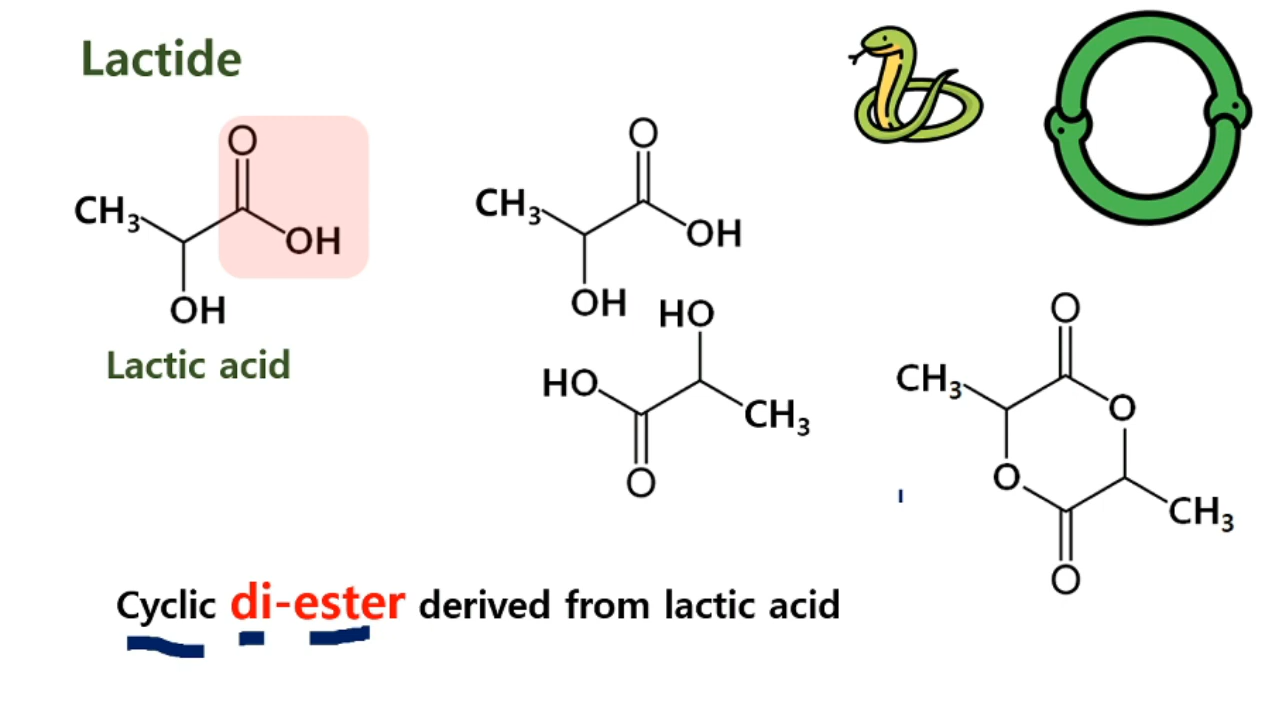 Lactide
O
CH₃
OH
OH
Lactic acid
O
CH₃
OH
OH
HO
HO
CH₃
O
O
CH₃
O
O
CH₃
O
Cyclic di-ester derived from lactic acid